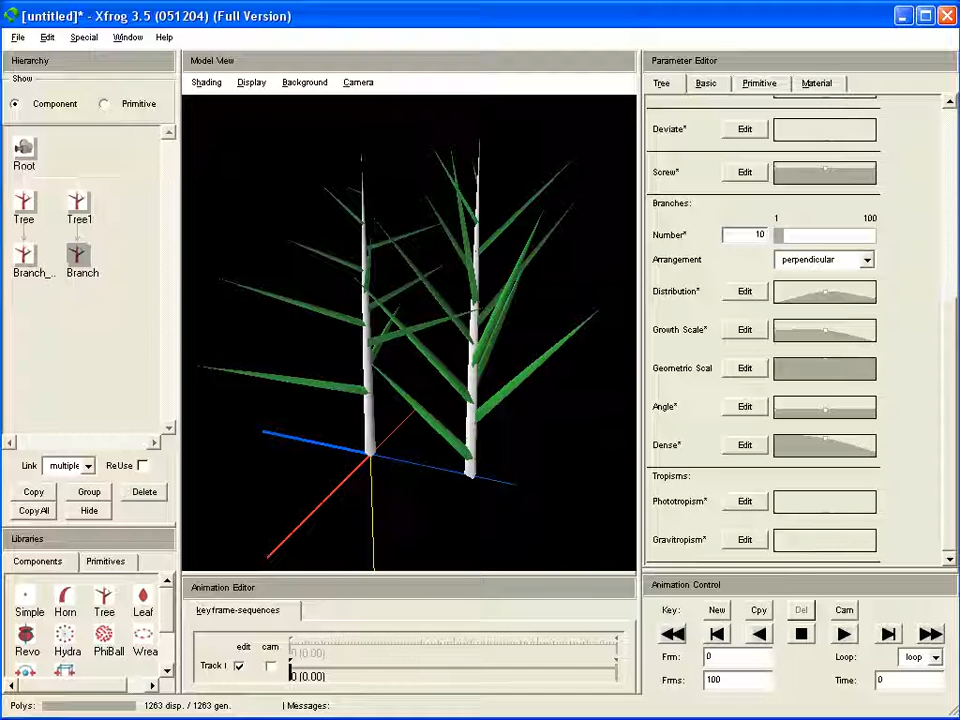 [untitled]* - Xfrog 3.5 (051204) (Full Version)
File Edit Special Window Help
Hierarchy
Show
Component Primitive
Root
Tree Tree1
Branch_.. Branch
Link multiple ReUse
Copy Group Delete
CopyAll Hide
Libraries
Components Primitives
Simple Horn Tree Leaf
Revo Hydra PhiBall Wrea
Model View
Shading Display Background Camera
Animation Editor
Keyframe-sequences
edit cam
0 (0.00)
Track
0 (0.00)
Parameter Editor
Tree Basic Primitive Material
Deviate* Edit
Screw* Edit
Branches:
1 100
Number* 10
Arrangement perpendicular
Distribution* Edit
Growth Scale* Edit
Geometric Scal Edit
Angle* Edit
Dense* Edit
Tropisms:
Phototropism* Edit
Gravitropism* Edit
Animation Control
Key: New Cpy Del Cam
Frm: 0 Loop: loop
Frms: 100 Time: 0
Polys: 1263 disp. / 1263 gen. Messages: